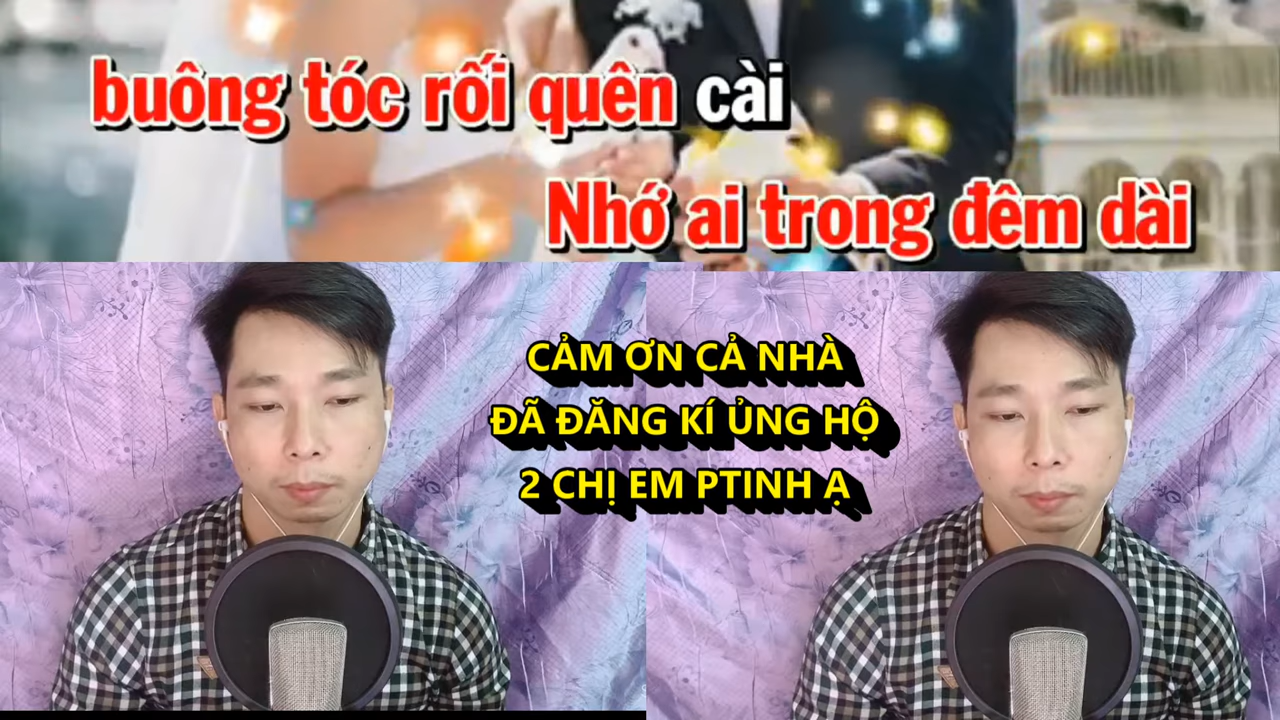 buông tóc rối quên cài
Nhớ ai trong đêm dài
CẢM ƠN CẢ NHÀ
ĐÃ ĐĂNG KÍ ỦNG HỘ
2 CHỊ EM PTINH Ạ